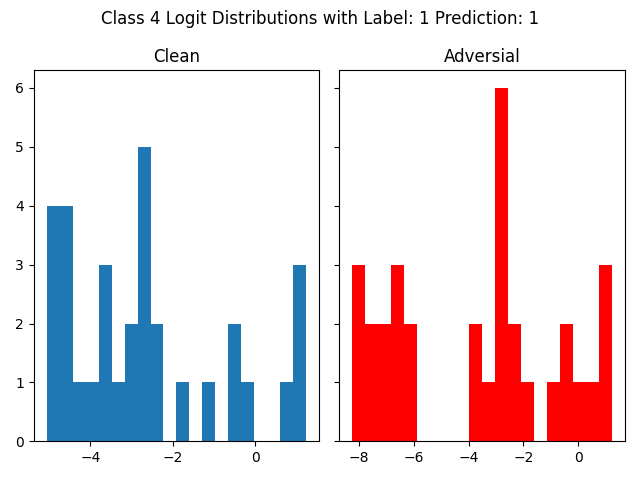 Class 4 Logit Distributions with Label: 1 Prediction: 1
Clean
Adversial
6
5
4
3
2
1
0
−4 −2 0
−8 −6 −4 −2 0